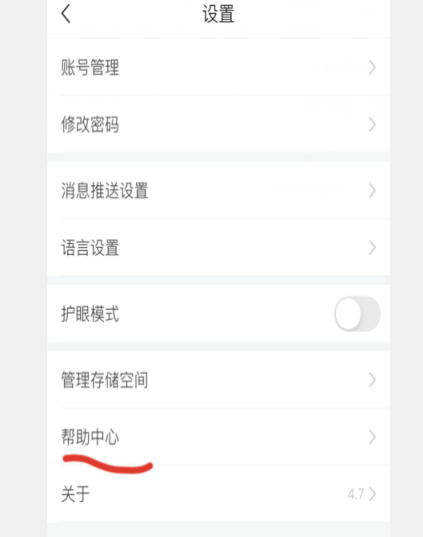 设置
账号管理
修改密码
消息推送设置
语言设置
护眼模式
管理存储空间
帮助中心
关于 4.7